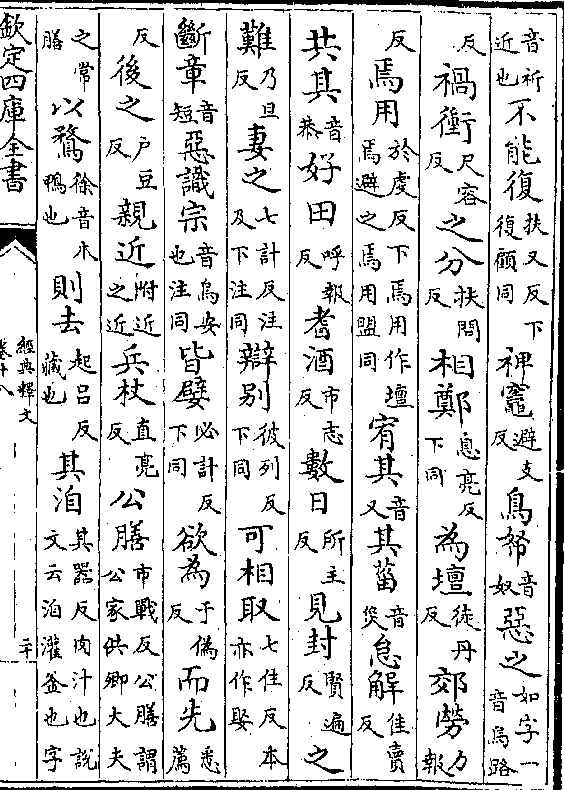 音祈近也不能復扶又反下復顧同裨竈避支反鳥帑音奴惡之如字一音烏路
反禍衝尺容反之分扶問反相鄭息亮反下同為壇徒丹反郊勞力報
反焉用於虔反下焉用作壇焉避之焉用盟同宥其音又其菑音災怠解佳賣反
共其音恭好田呼報反耆酒市志反數日所主反見封賢遍反之
難乃旦反妻之七計反注及下注同辯别彼列反下同可相取七住反本亦作娶
斷章音短惡識宗音烏安也注同皆嬖必計反下同欲為于偽反而先悉薦
反後之户豆反親近附近之近兵杖直亮反公膳市戰反公膳謂公家供卿大夫
之常膳以鶩徐音木鴨也則去起吕反藏也其洎其器反肉汁也說文云洎灌釜也字
欽定四庫全書
經典釋文
卷十八
二十